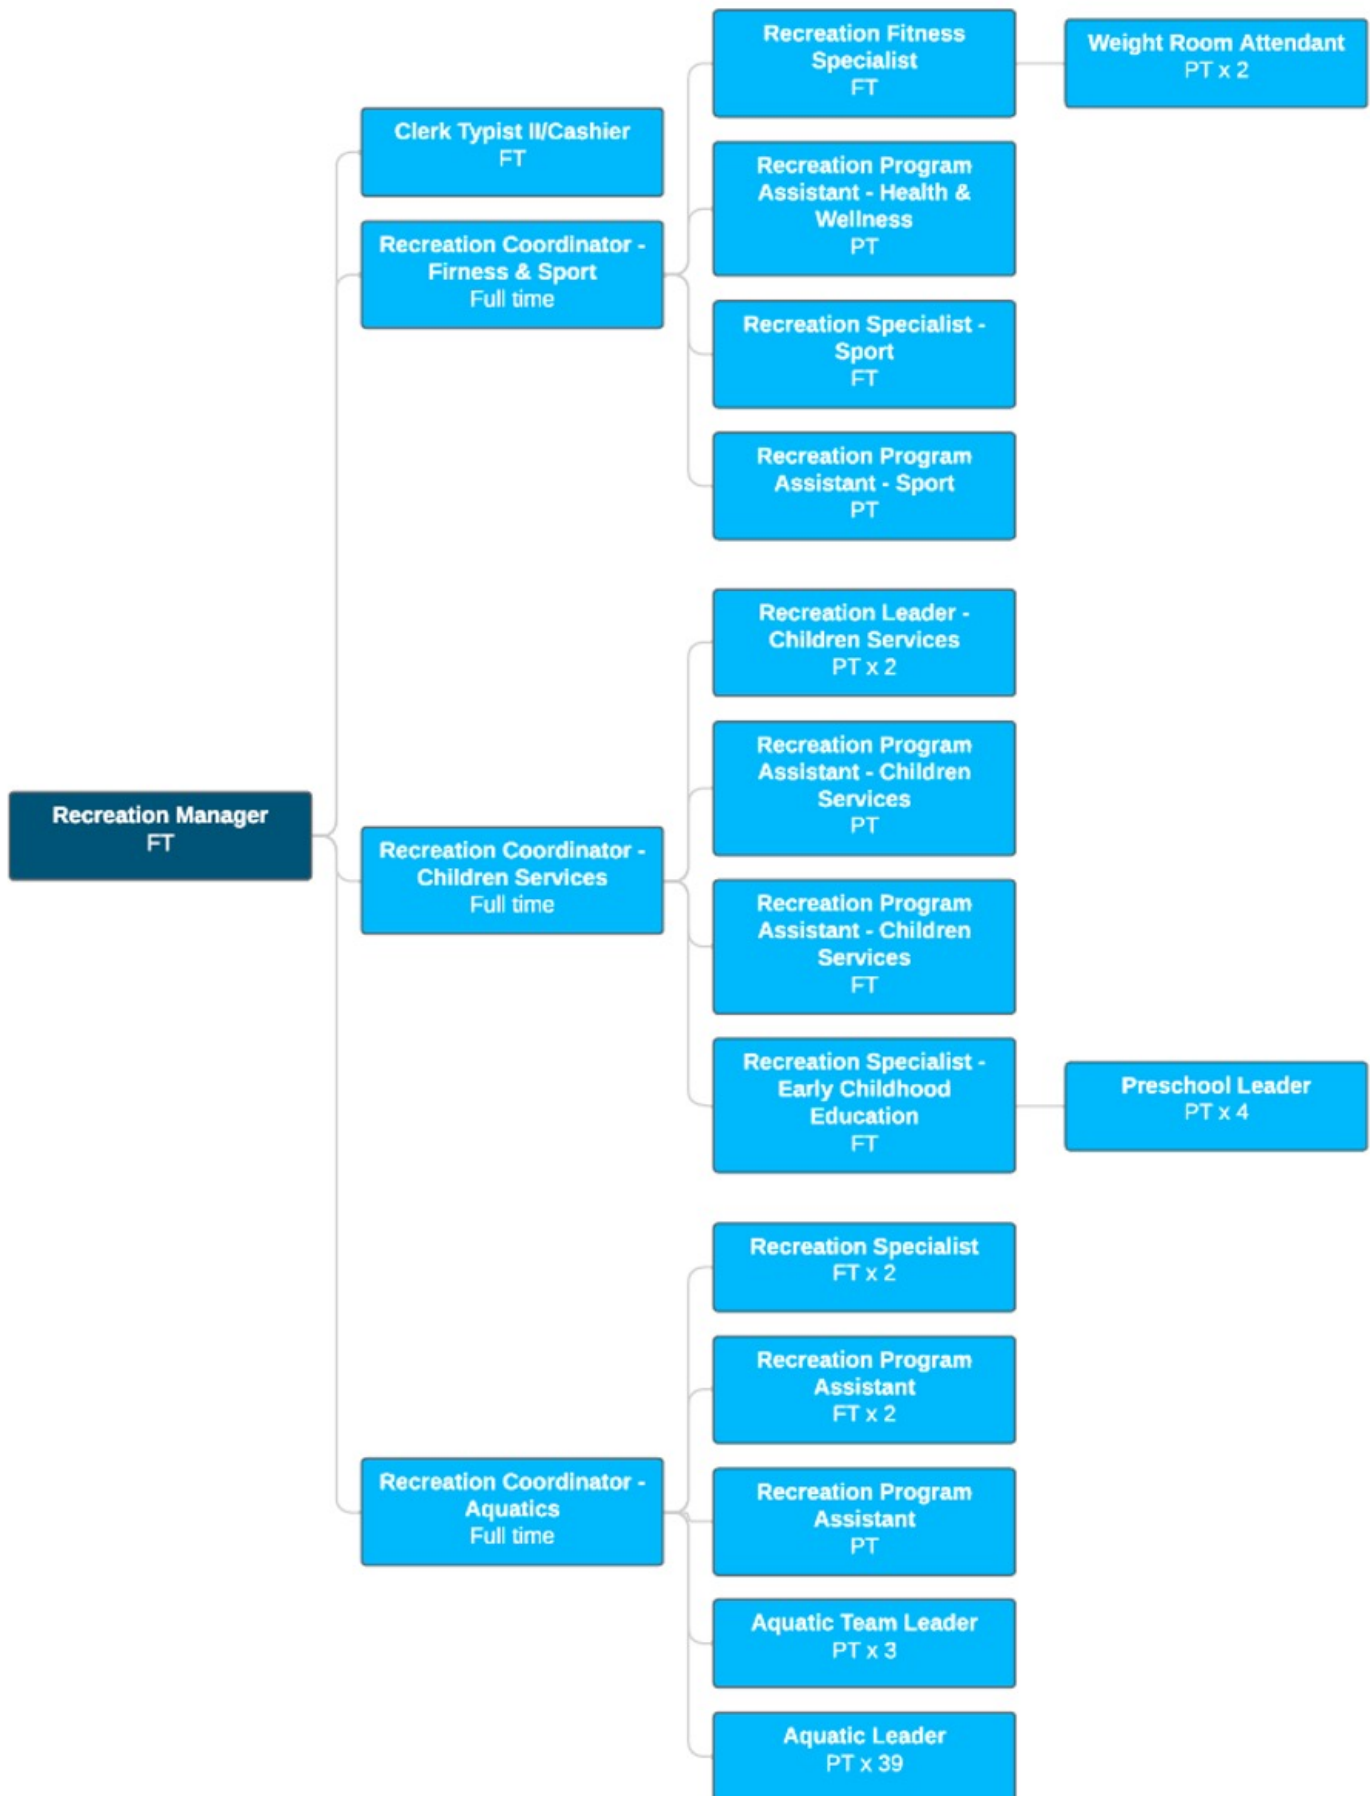 Recreation Manager
FT
Clerk Typist II/Cashier
FT
Recreation Coordinator -
Firness & Sport
Full time
Recreation Fitness
Specialist
FT
Weight Room Attendant
PT x 2
Recreation Program
Assistant - Health &
Wellness
PT
Recreation Specialist -
Sport
FT
Recreation Program
Assistant - Sport
PT
Recreation Coordinator -
Children Services
Full time
Recreation Leader -
Children Services
PT x 2
Recreation Program
Assistant - Children
Services
PT
Recreation Program
Assistant - Children
Services
FT
Recreation Specialist -
Early Childhood
Education
FT
Preschool Leader
PT x 4
Recreation Coordinator -
Aquatics
Full time
Recreation Specialist
FT x 2
Recreation Program
Assistant
FT x 2
Recreation Program
Assistant
PT
Aquatic Team Leader
PT x 3
Aquatic Leader
PT x 39